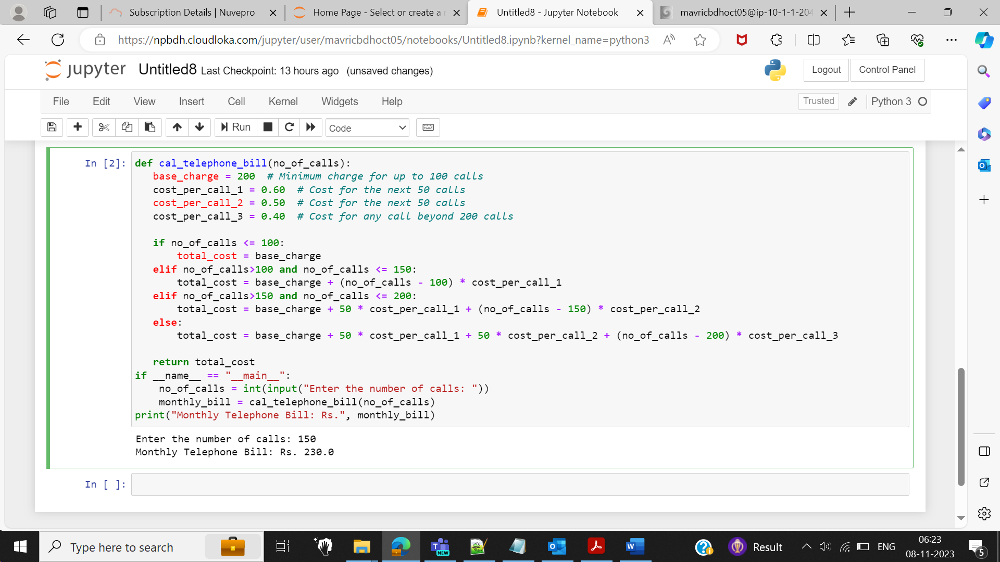 Subscription Details | Nuvepro
Home Page - Select or create a n
Untitled8 - Jupyter Notebook
mavricbdhoct05@ip-10-1-1-204
https://npbdh.cloudloka.com/jupyter/user/mavricbdhoct05/notebooks/Untitled8.ipynb?kernel_name=python3
jupyter Untitled8 Last Checkpoint: 13 hours ago (unsaved changes)
Logout Control Panel
File Edit View Insert Cell Kernel Widgets Help
Trusted Python 3
Run Code
In [2]:
def cal_telephone_bill(no_of_calls):
   base_charge = 200  # Minimum charge for up to 100 calls
   cost_per_call_1 = 0.60  # Cost for the next 50 calls
   cost_per_call_2 = 0.50  # Cost for the next 50 calls
   cost_per_call_3 = 0.40  # Cost for any call beyond 200 calls
   if no_of_calls <= 100:
       total_cost = base_charge
   elif no_of_calls>100 and no_of_calls <= 150:
       total_cost = base_charge + (no_of_calls - 100) * cost_per_call_1
   elif no_of_calls>150 and no_of_calls <= 200:
       total_cost = base_charge + 50 * cost_per_call_1 + (no_of_calls - 150) * cost_per_call_2
   else:
       total_cost = base_charge + 50 * cost_per_call_1 + 50 * cost_per_call_2 + (no_of_calls - 200) * cost_per_call_3
   return total_cost
if __name__ == "__main__":
    no_of_calls = int(input("Enter the number of calls: "))
    monthly_bill = cal_telephone_bill(no_of_calls)
print("Monthly Telephone Bill: Rs.", monthly_bill)
Enter the number of calls: 150
Monthly Telephone Bill: Rs. 230.0
In [ ]:
Type here to search
NEW
Result
ENG
06:23
08-11-2023
5